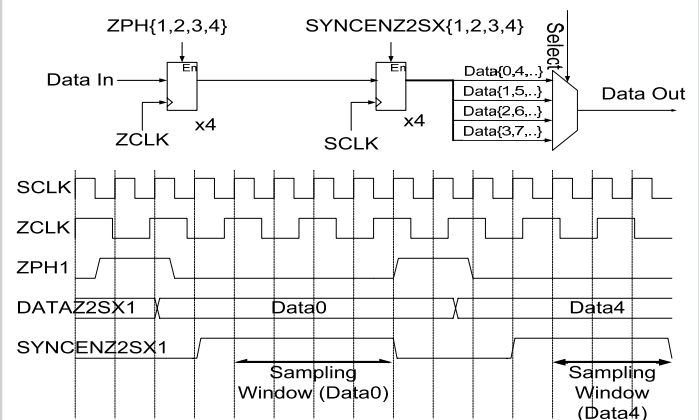 ZPH{1,2,3,4}
SYNCENZ2SX{1,2,3,4}
Select
En
En
Data In
Data{0,4,..}
Data{1,5,..}
Data{2,6,..}
Data{3,7,..}
Data Out
x4
x4
ZCLK
SCLK
SCLK
ZCLK
ZPH1
DATAZ2SX1
Data0
Data4
SYNCENZ2SX1
Sampling
Window (Data0)
Sampling
Window
(Data4)